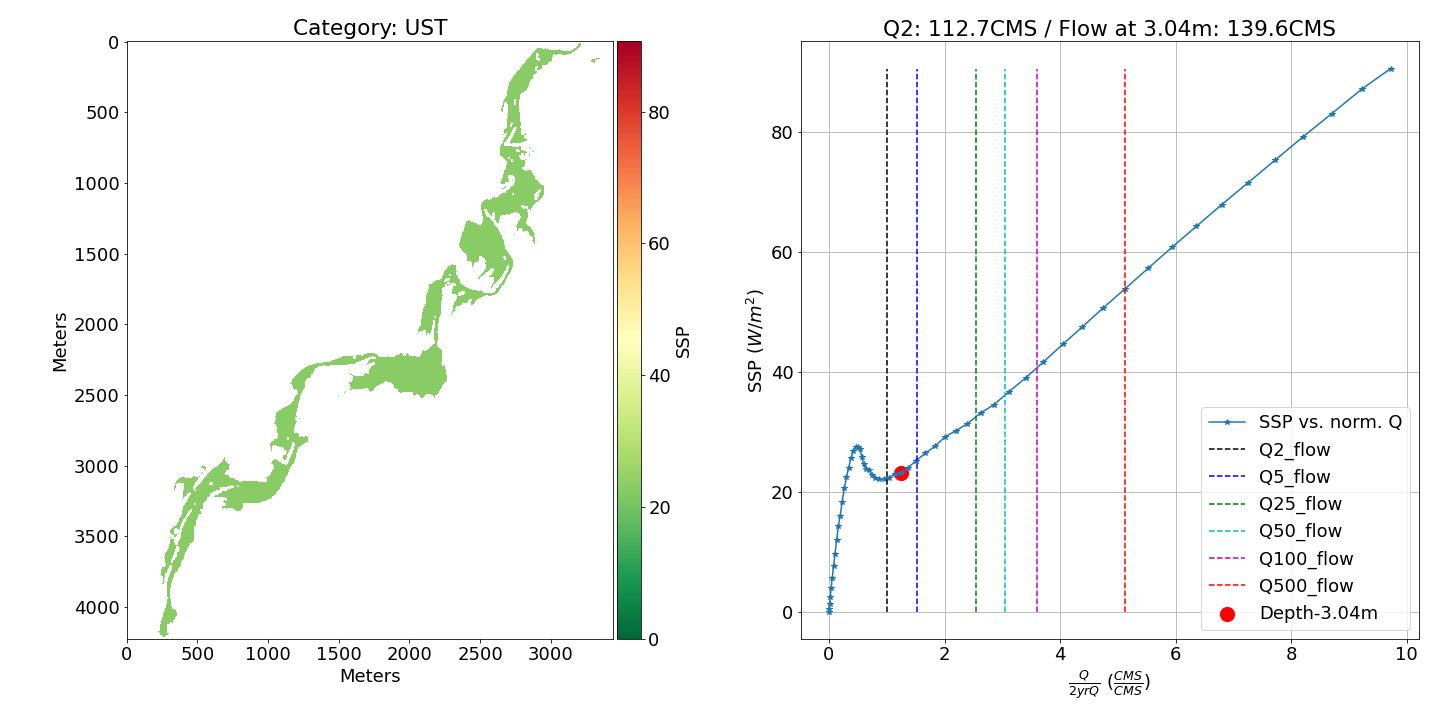 Category: UST
0
500
1000
1500
2000
2500
3000
3500
4000
Meters
0
500
1000
1500
2000
2500
3000
Meters
80
60
40
20
0
SSP
Q2: 112.7CMS / Flow at 3.04m: 139.6CMS
80
60
40
20
0
SSP (W/m²)
0
2
4
6
8
10
Q/2yrQ (CMS/CMS)
SSP vs. norm. Q
Q2_flow
Q5_flow
Q25_flow
Q50_flow
Q100_flow
Q500_flow
Depth-3.04m